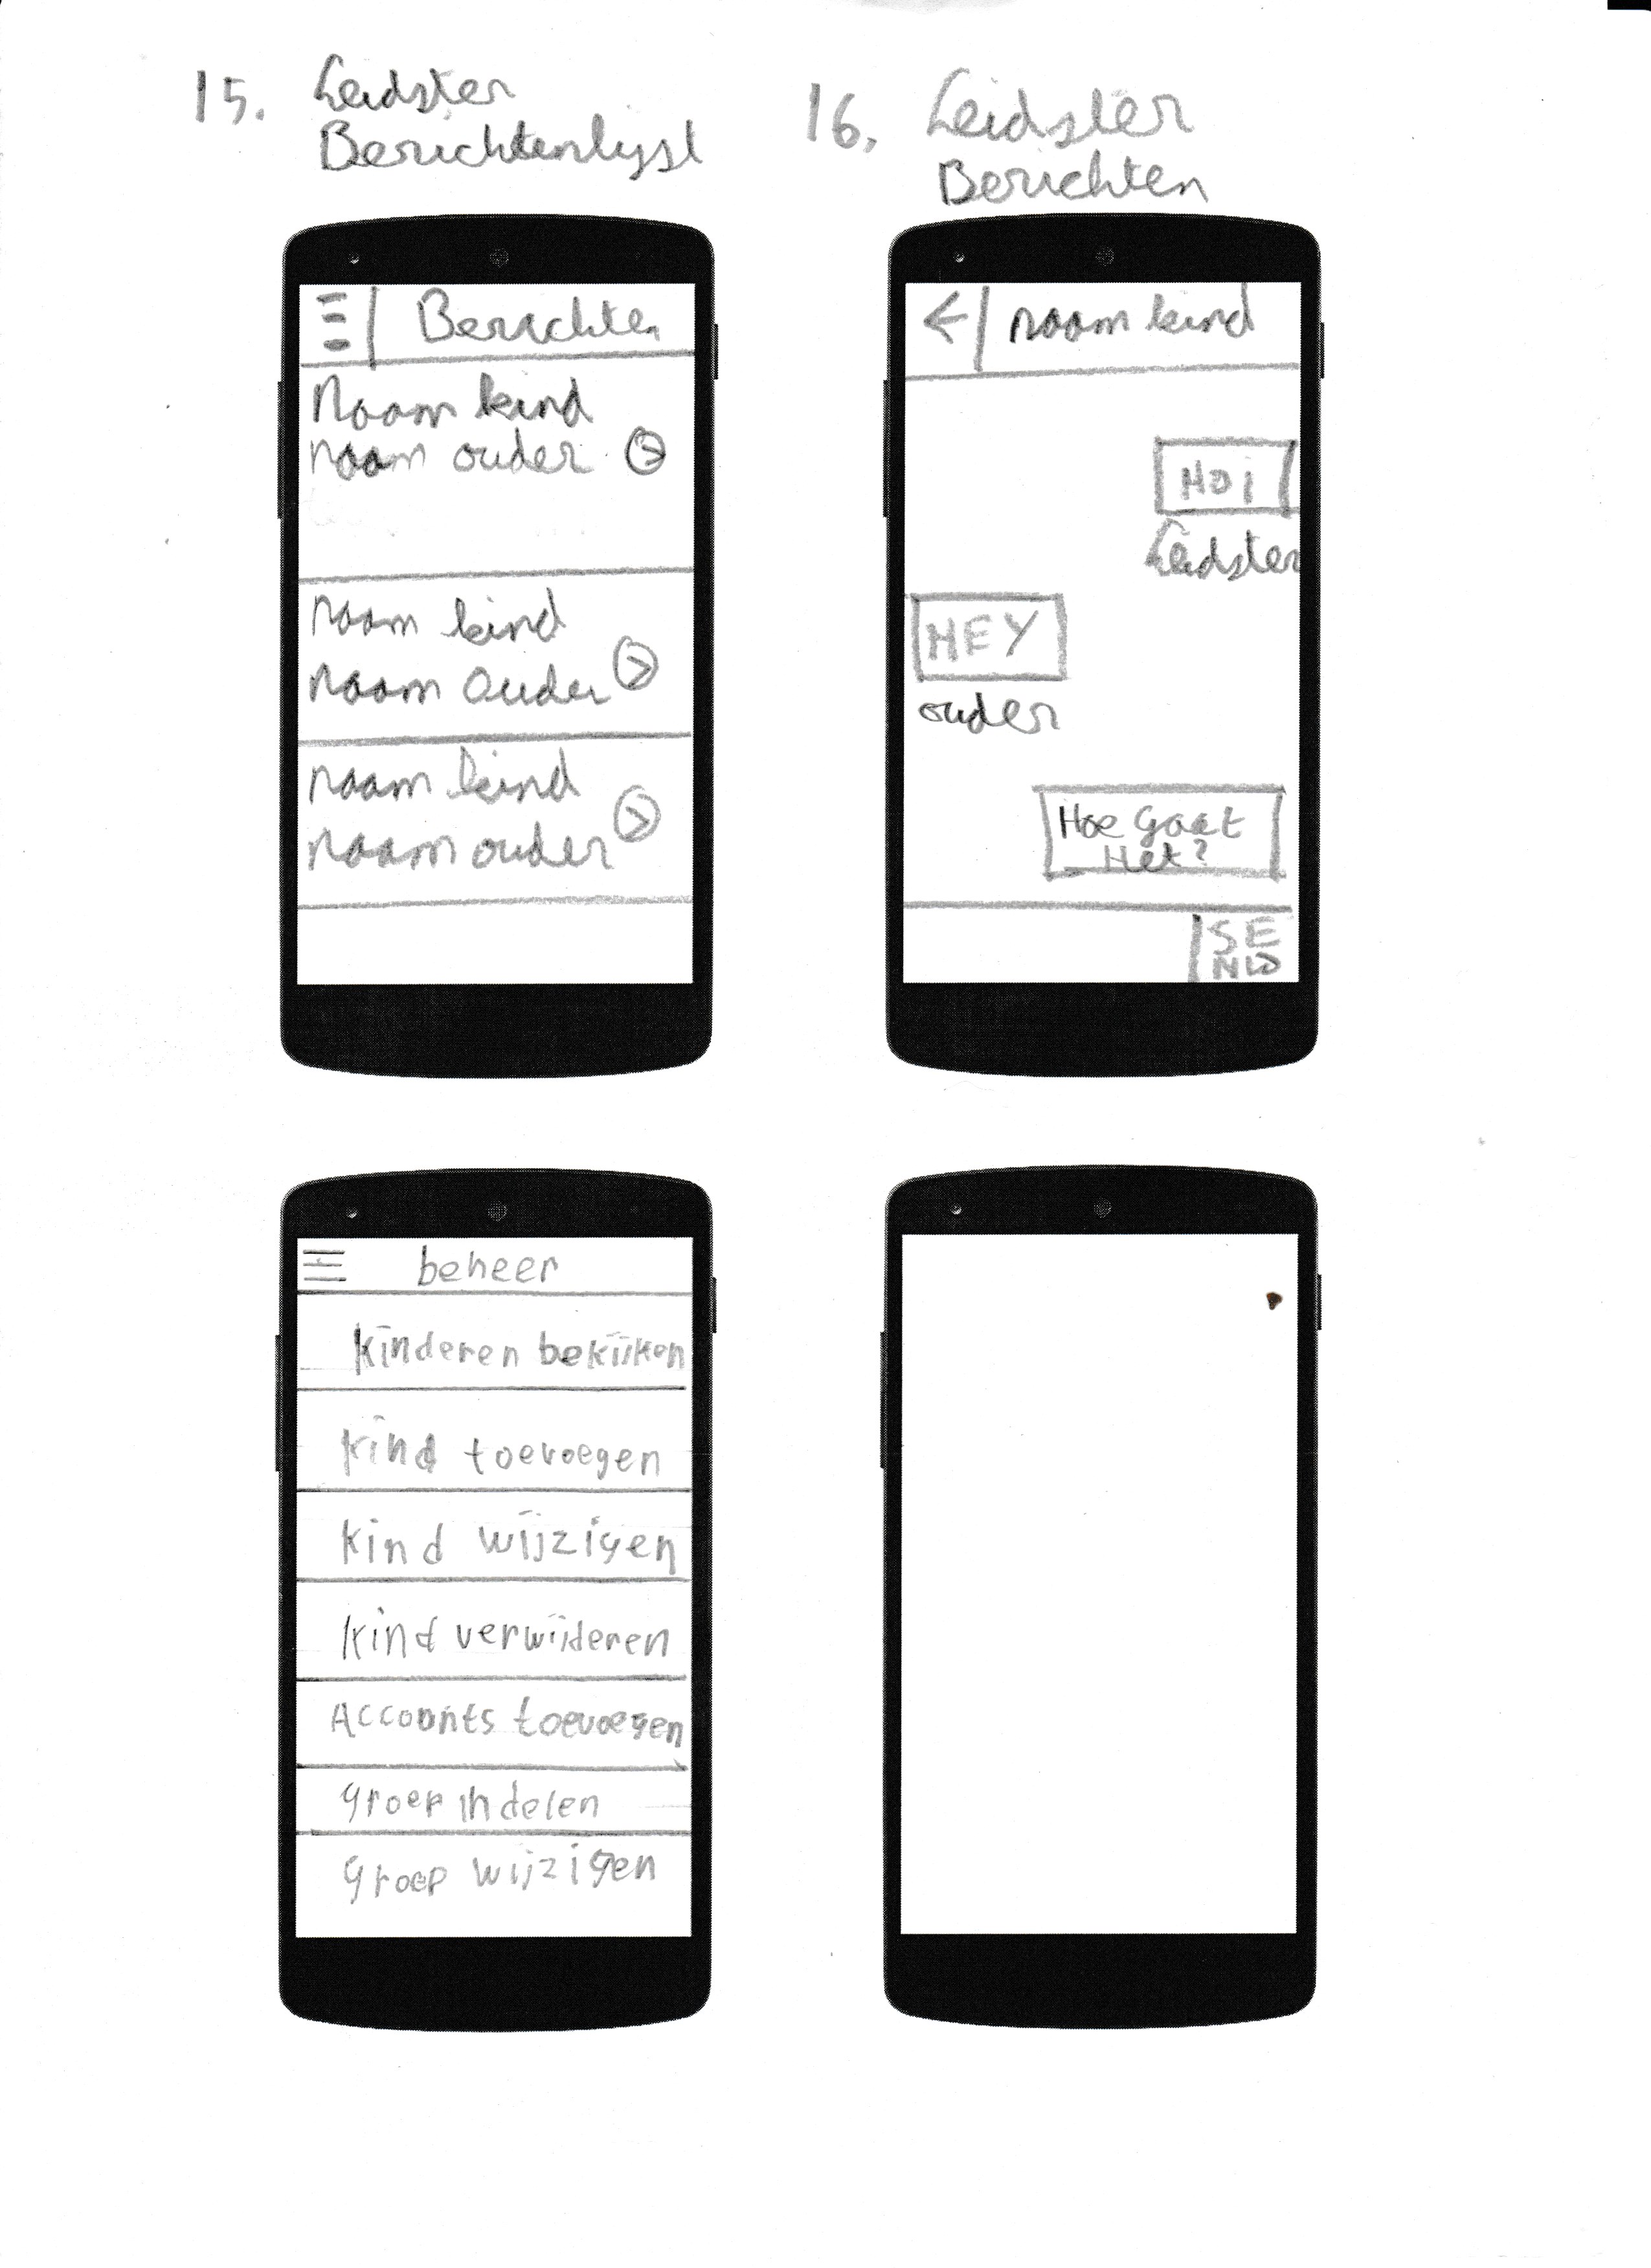 15. Leidster
Berichtenlijst
16. Leidster
Berichten
Berichten
Naam kind
naam ouder
naam kind
naam ouder
naam kind
naam ouder
naam kind
HOI
Leidster
HEY
ouder
Hoe gaat
Het?
SE
ND
beheer
kinderen bekijken
kind toevoegen
kind wijzigen
kind verwijderen
Accounts toevoegen
groep indelen
groep wijzigen